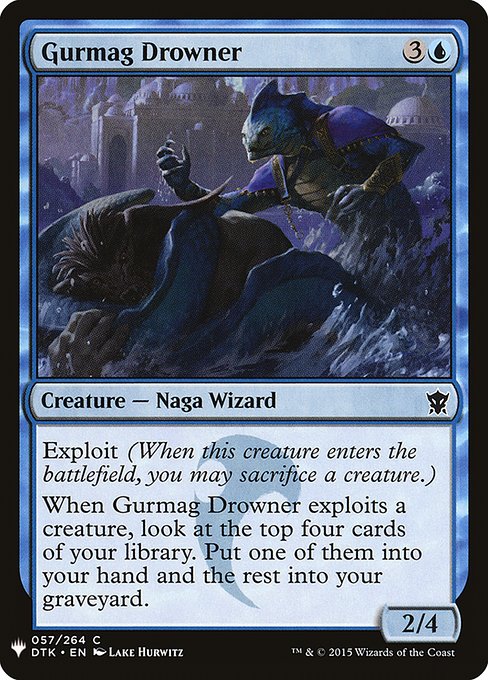 Gurmag Drowner 3
Creature — Naga Wizard
Exploit (When this creature enters the
battlefield, you may sacrifice a creature.)
When Gurmag Drowner exploits a
creature, look at the top four cards
of your library. Put one of them into
your hand and the rest into your
graveyard.
2/4
057/264 C
DTK • EN Lake Hurwitz
™ & © 2015 Wizards of the Coast